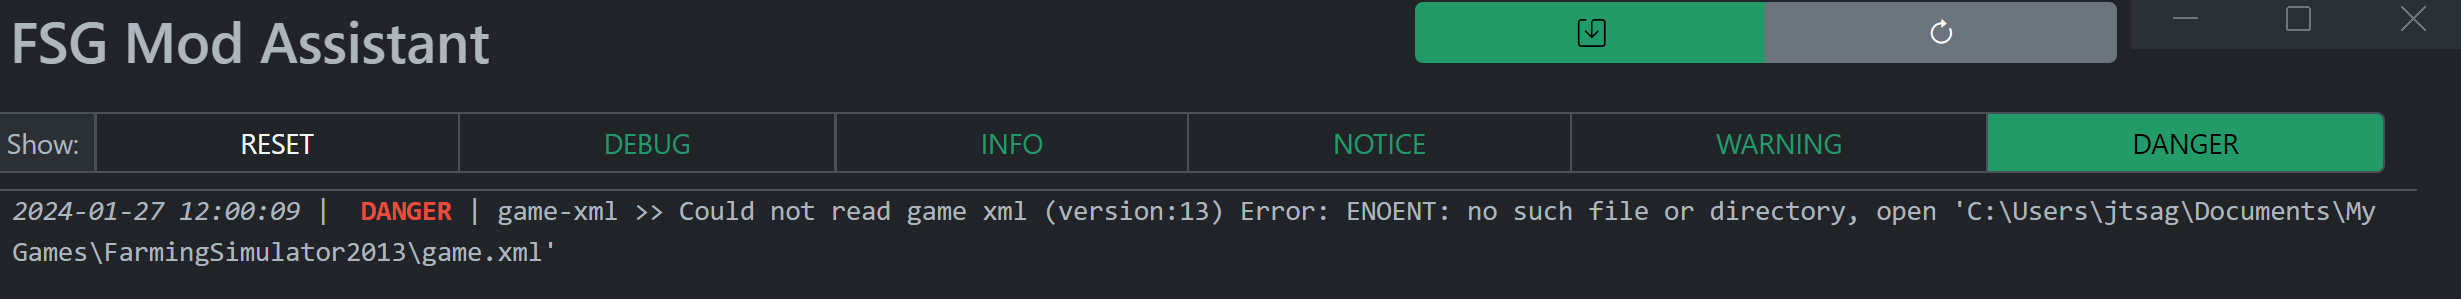 FSG Mod Assistant
Show: RESET DEBUG INFO NOTICE WARNING DANGER
2024-01-27 12:00:09 | DANGER | game-xml >> Could not read game xml (version:13) Error: ENOENT: no such file or directory, open 'C:\Users\jtsag\Documents\My
Games\FarmingSimulator2013\game.xml'